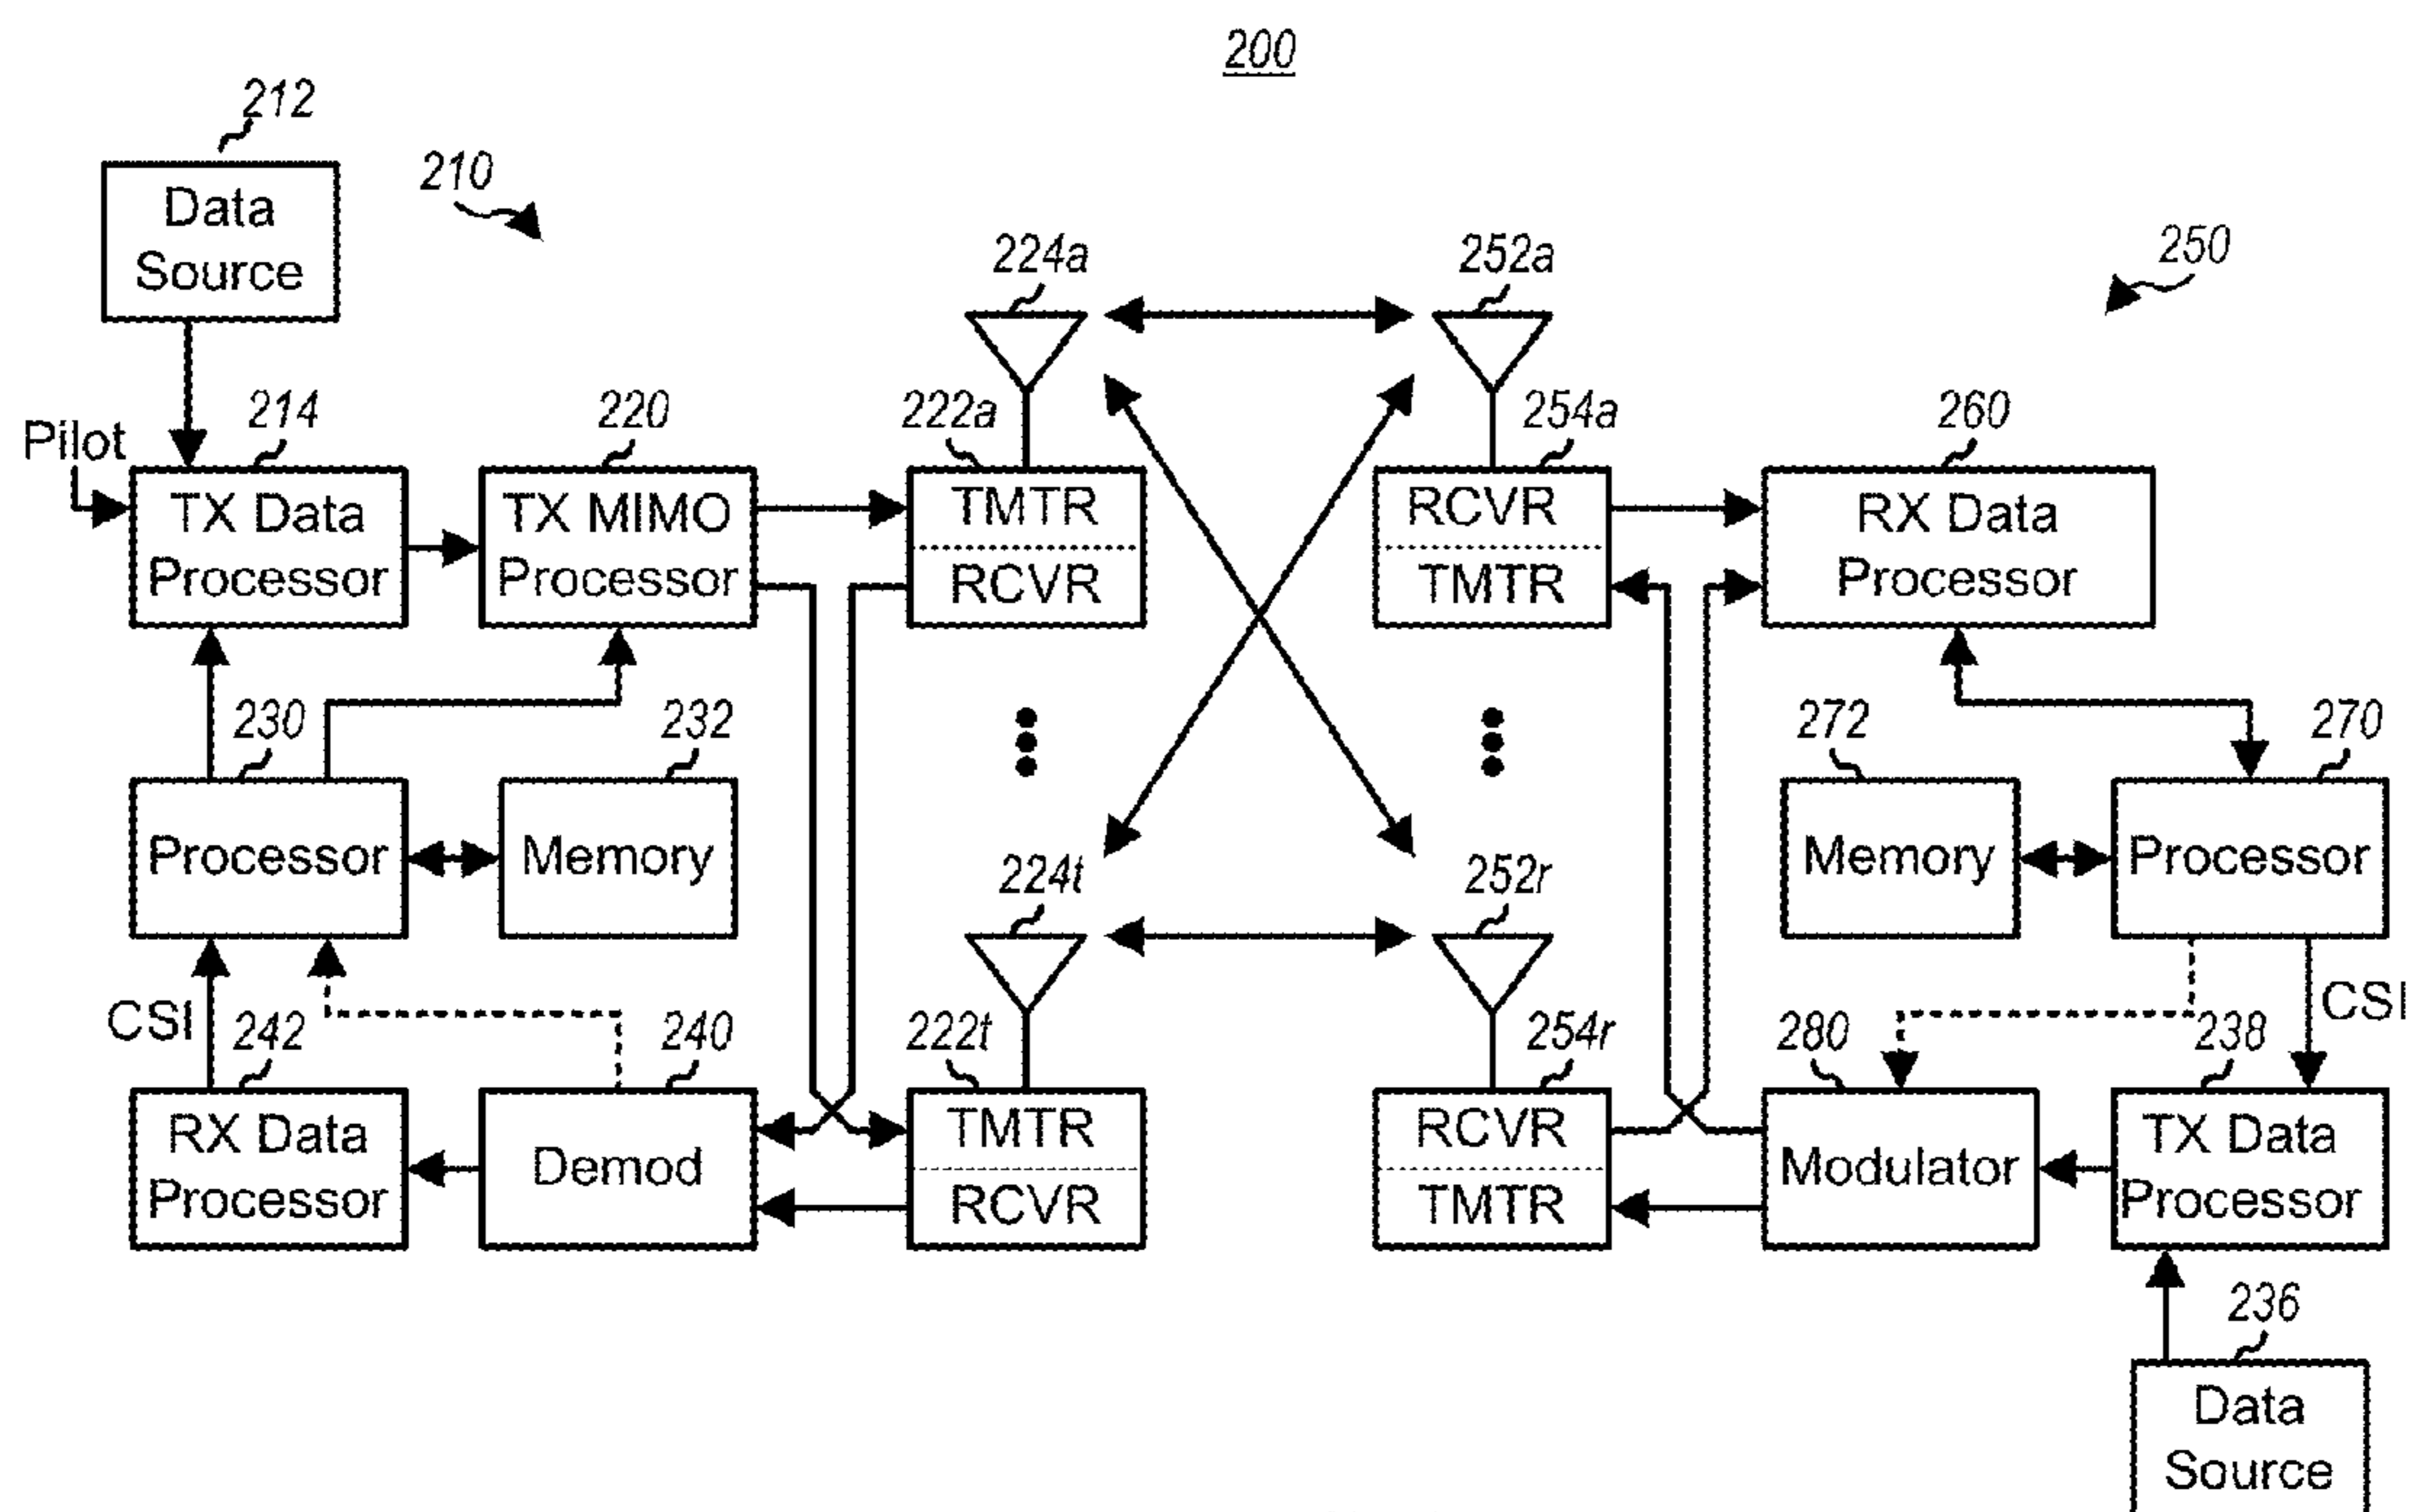 200
212
Data
Source
210
250
224a
252a
Pilot
214
220
222a
254a
260
TX Data
Processor
TX MIMO
Processor
TMTR
RCVR
RCVR
TMTR
RX Data
Processor
230
232
272
270
Processor
Memory
Memory
Processor
224t
252r
CSI
242
240
222t
254r
280
238
CSI
RX Data
Processor
Demod
TMTR
RCVR
RCVR
TMTR
Modulator
TX Data
Processor
236
Data
Source